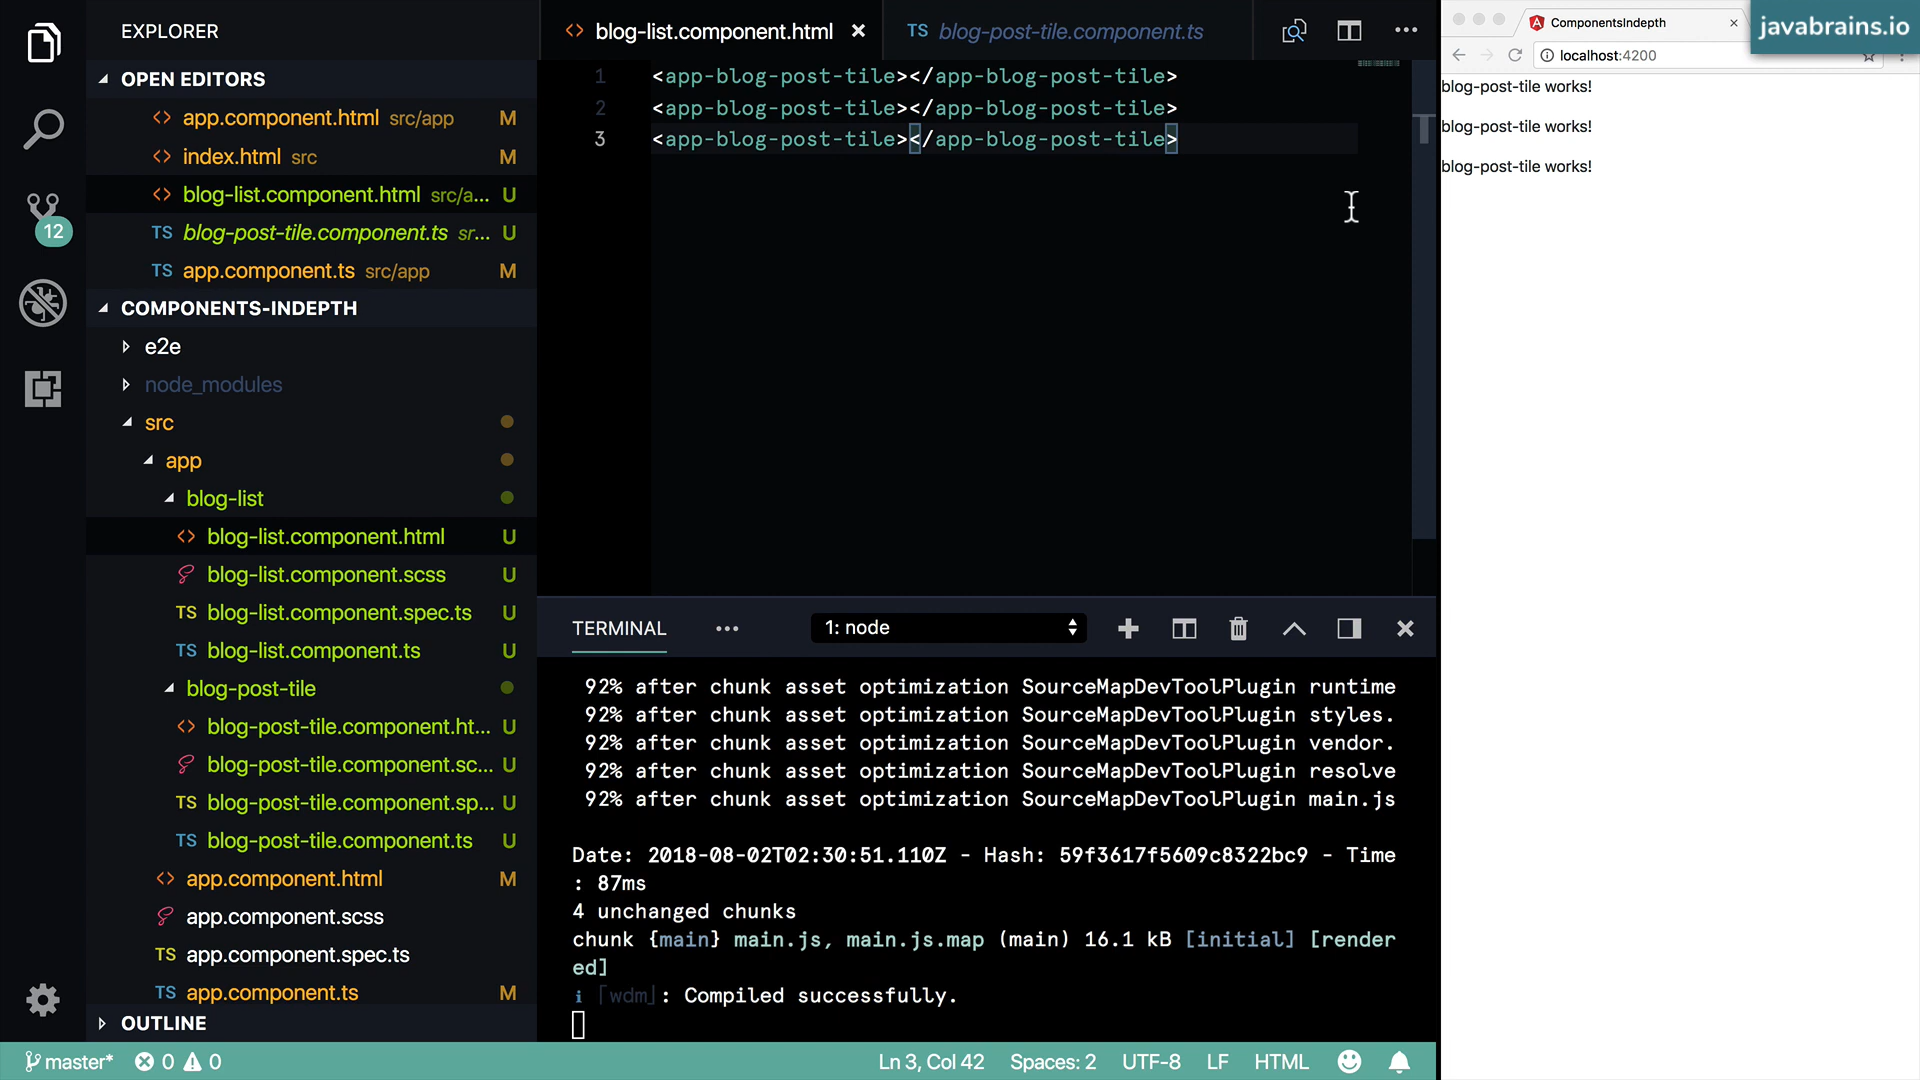 EXPLORER
OPEN EDITORS
<> app.component.html src/app M
<> index.html src M
<> blog-list.component.html src/a... U
TS blog-post-tile.component.ts sr... U
TS app.component.ts src/app M
COMPONENTS-INDEPTH
e2e
node_modules
src
app
blog-list
<> blog-list.component.html U
blog-list.component.scss U
TS blog-list.component.spec.ts U
TS blog-list.component.ts U
blog-post-tile
<> blog-post-tile.component.ht... U
blog-post-tile.component.sc... U
TS blog-post-tile.component.sp... U
TS blog-post-tile.component.ts U
<> app.component.html M
app.component.scss
TS app.component.spec.ts
TS app.component.ts M
OUTLINE
12
<> blog-list.component.html ×
TS blog-post-tile.component.ts
1 <app-blog-post-tile></app-blog-post-tile>
2 <app-blog-post-tile></app-blog-post-tile>
3 <app-blog-post-tile></app-blog-post-tile>
TERMINAL ... 1: node
92% after chunk asset optimization SourceMapDevToolPlugin runtime
92% after chunk asset optimization SourceMapDevToolPlugin styles.
92% after chunk asset optimization SourceMapDevToolPlugin vendor.
92% after chunk asset optimization SourceMapDevToolPlugin resolve
92% after chunk asset optimization SourceMapDevToolPlugin main.js
Date: 2018-08-02T02:30:51.110Z - Hash: 59f3617f5609c8322bc9 - Time
: 87ms
4 unchanged chunks
chunk {main} main.js, main.js.map (main) 16.1 kB [initial] [render
ed]
i ｢wdm｣: Compiled successfully.
master* 0 0
Ln 3, Col 42 Spaces: 2 UTF-8 LF HTML
ComponentsIndepth ×
javabrains.io
localhost:4200
blog-post-tile works!
blog-post-tile works!
blog-post-tile works!